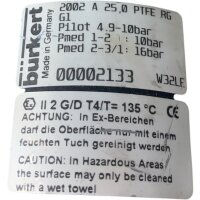 bürkert
Made in Germany
2002 A 25,0 PTFE RG
G1
Pilot 4.9-10bar
Pmed 1-2 : 10bar
Pmed 2-3/1: 16bar
00002133 W32LE
Ex II 2 G/D T4/T= 135 °C
ACHTUNG: In Ex-Bereichen
darf die Oberfläche nur mit einem
feuchten Tuch gereinigt werden.
CAUTION: In Hazardous Areas
the surface may only be cleaned
with a wet towel